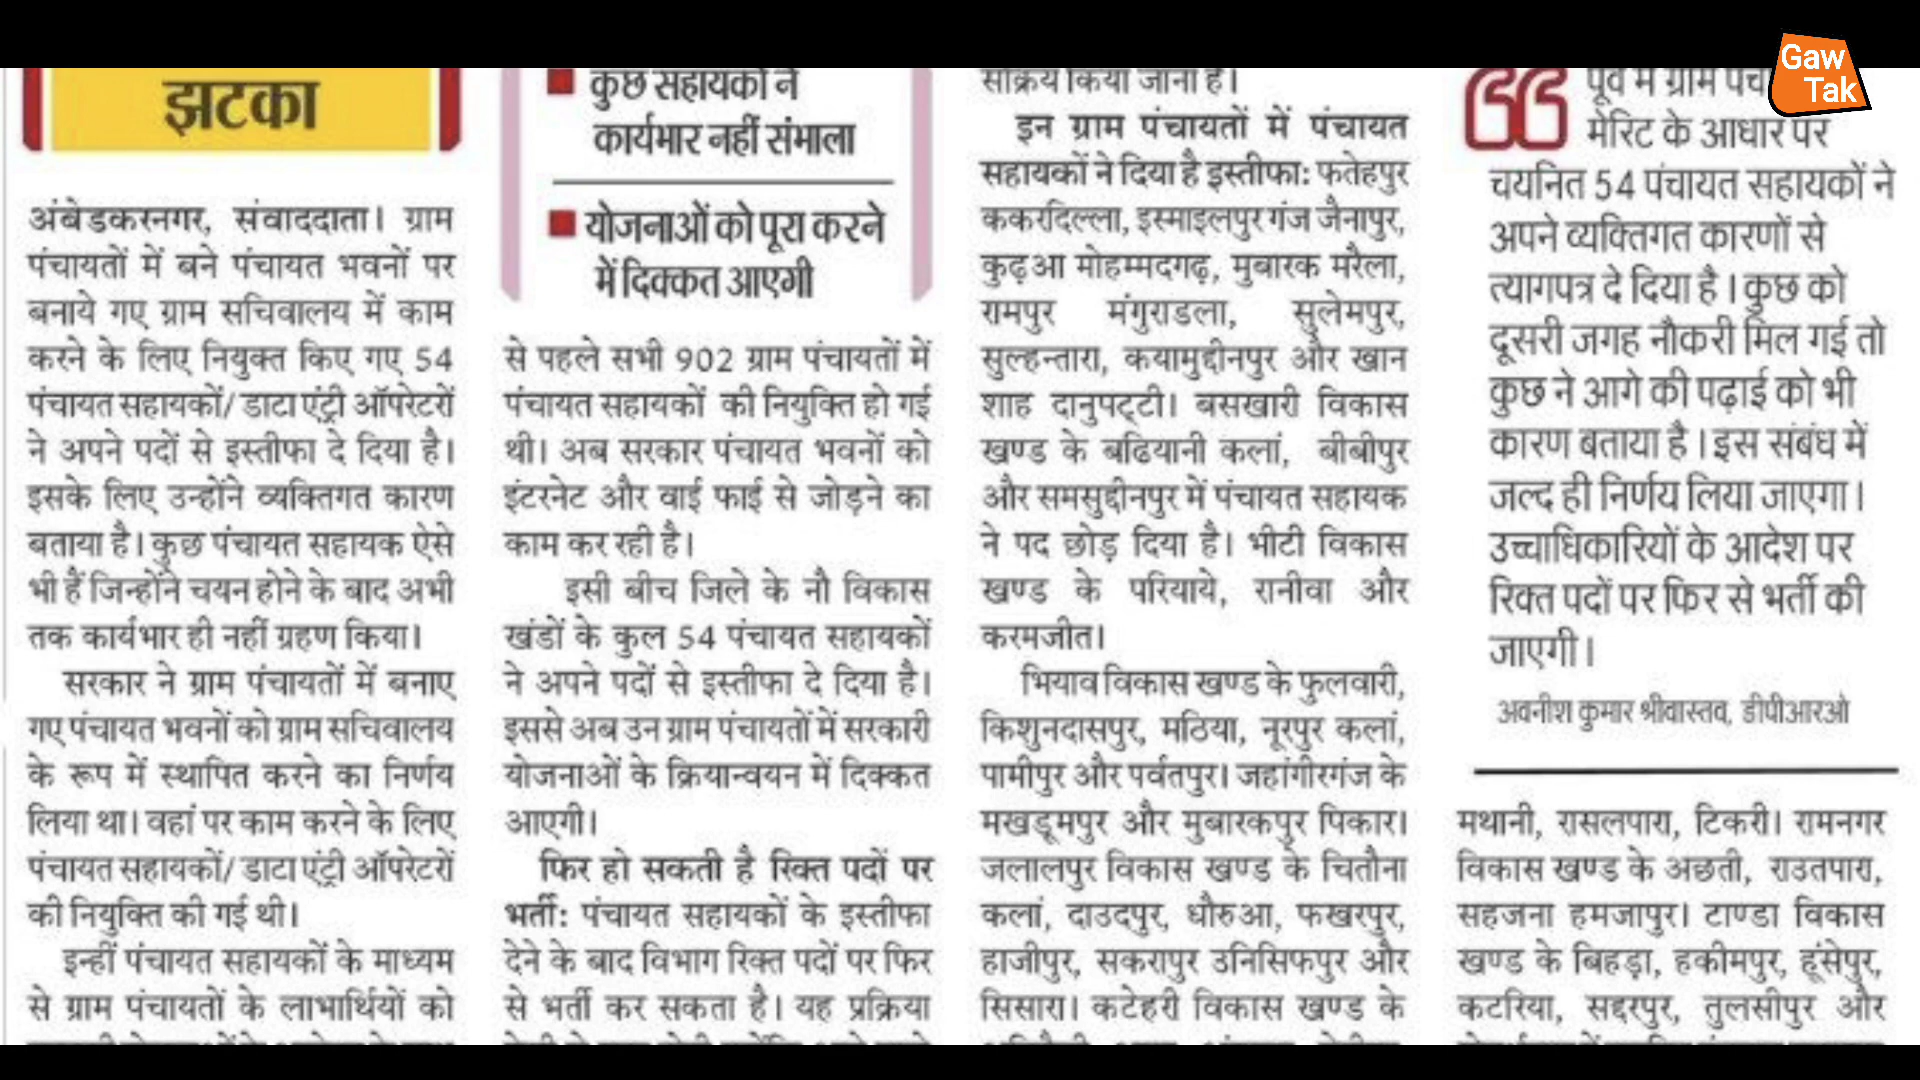 झटका
अंबेडकरनगर, संवाददाता। ग्राम
पंचायतों में बने पंचायत भवनों पर
बनाये गए ग्राम सचिवालय में काम
करने के लिए नियुक्त किए गए 54
पंचायत सहायकों/ डाटा एंट्री ऑपरेटरों
ने अपने पदों से इस्तीफा दे दिया है।
इसके लिए उन्होंने व्यक्तिगत कारण
बताया है। कुछ पंचायत सहायक ऐसे
भी हैं जिन्होंने चयन होने के बाद अभी
तक कार्यभार ही नहीं ग्रहण किया।
सरकार ने ग्राम पंचायतों में बनाए
गए पंचायत भवनों को ग्राम सचिवालय
के रूप में स्थापित करने का निर्णय
लिया था। वहां पर काम करने के लिए
पंचायत सहायकों/ डाटा एंट्री ऑपरेटरों
की नियुक्ति की गई थी।
इन्हीं पंचायत सहायकों के माध्यम
से ग्राम पंचायतों के लाभार्थियों को
कुछ सहायकों ने
कार्यभार नहीं संभाला
योजनाओं को पूरा करने
में दिक्कत आएगी
से पहले सभी 902 ग्राम पंचायतों में
पंचायत सहायकों की नियुक्ति हो गई
थी। अब सरकार पंचायत भवनों को
इंटरनेट और वाई फाई से जोड़ने का
काम कर रही है।
इसी बीच जिले के नौ विकास
खंडों के कुल 54 पंचायत सहायकों
ने अपने पदों से इस्तीफा दे दिया है।
इससे अब उन ग्राम पंचायतों में सरकारी
योजनाओं के क्रियान्वयन में दिक्कत
आएगी।
फिर हो सकती है रिक्त पदों पर
भर्ती: पंचायत सहायकों के इस्तीफा
देने के बाद विभाग रिक्त पदों पर फिर
से भर्ती कर सकता है। यह प्रक्रिया
सक्रिय किया जाना है।
इन ग्राम पंचायतों में पंचायत
सहायकों ने दिया है इस्तीफा: फतेहपुर
ककरदिल्ला, इस्माइलपुर गंज जैनापुर,
कुढ़आ मोहम्मदगढ़, मुबारक मरैला,
रामपुर मंगुराडला, सुलेमपुर,
सुल्हन्तारा, कयामुद्दीनपुर और खान
शाह दानुपट्टी। बसखारी विकास
खण्ड के बढियानी कलां, बीबीपुर
और समसुद्दीनपुर में पंचायत सहायक
ने पद छोड़ दिया है। भीटी विकास
खण्ड के परियाये, रानीवा और
करमजीत।
भियाव विकास खण्ड के फुलवारी,
किशुनदासपुर, मठिया, नूरपुर कलां,
पामीपुर और पर्वतपुर। जहांगीरगंज के
मखडूमपुर और मुबारकपुर पिकार।
जलालपुर विकास खण्ड के चितौना
कलां, दाउदपुर, धौरुआ, फखरपुर,
हाजीपुर, सकरापुर उनिसिफपुर और
सिसारा। कटेहरी विकास खण्ड के
पूर्व में ग्राम
मेरिट के आधार पर
चयनित 54 पंचायत सहायकों ने
अपने व्यक्तिगत कारणों से
त्यागपत्र दे दिया है। कुछ को
दूसरी जगह नौकरी मिल गई तो
कुछ ने आगे की पढ़ाई को भी
कारण बताया है। इस संबंध में
जल्द ही निर्णय लिया जाएगा।
उच्चाधिकारियों के आदेश पर
रिक्त पदों पर फिर से भर्ती की
जाएगी।
अवनीश कुमार श्रीवास्तव, डीपीआरओ
मथानी, रासलपारा, टिकरी। रामनगर
विकास खण्ड के अछती, राउतपारा,
सहजना हमजापुर। टाण्डा विकास
खण्ड के बिहड़ा, हकीमपुर, हूंसेपुर,
कटरिया, सद्दरपुर, तुलसीपुर और
Gaw
Tak